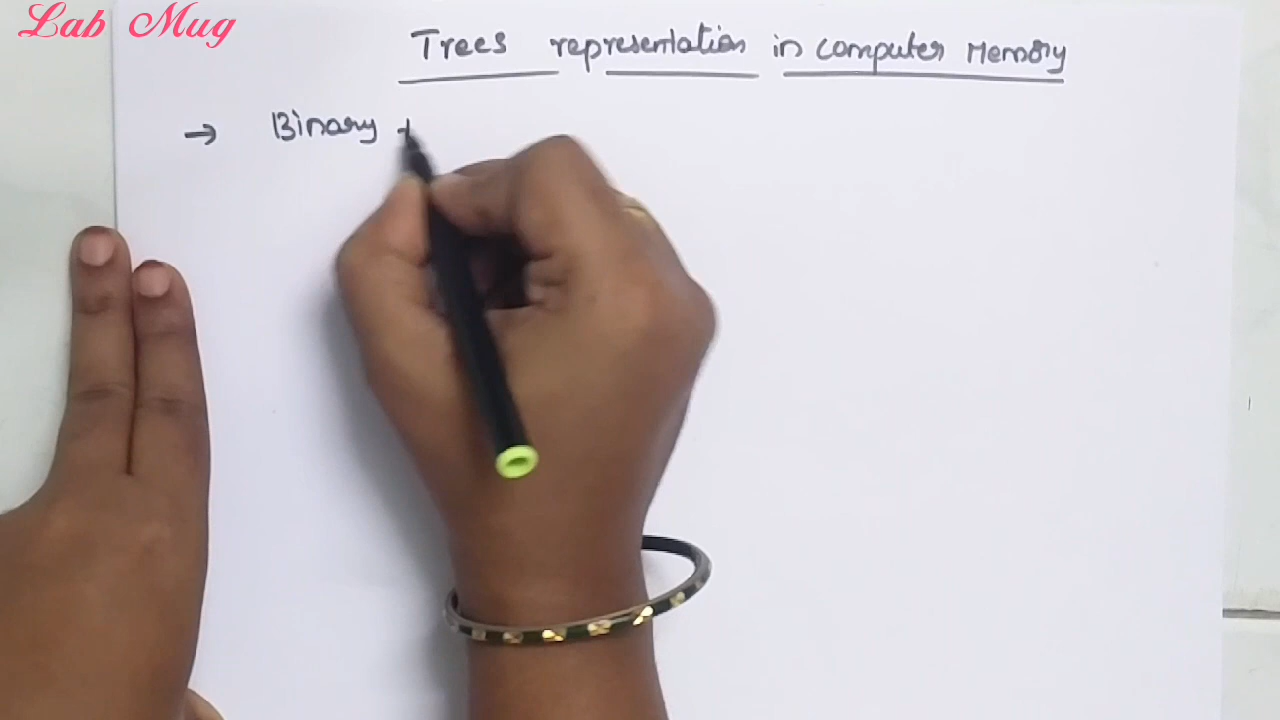 Lab Mug
Trees representation in computer Memory
→ Binary t